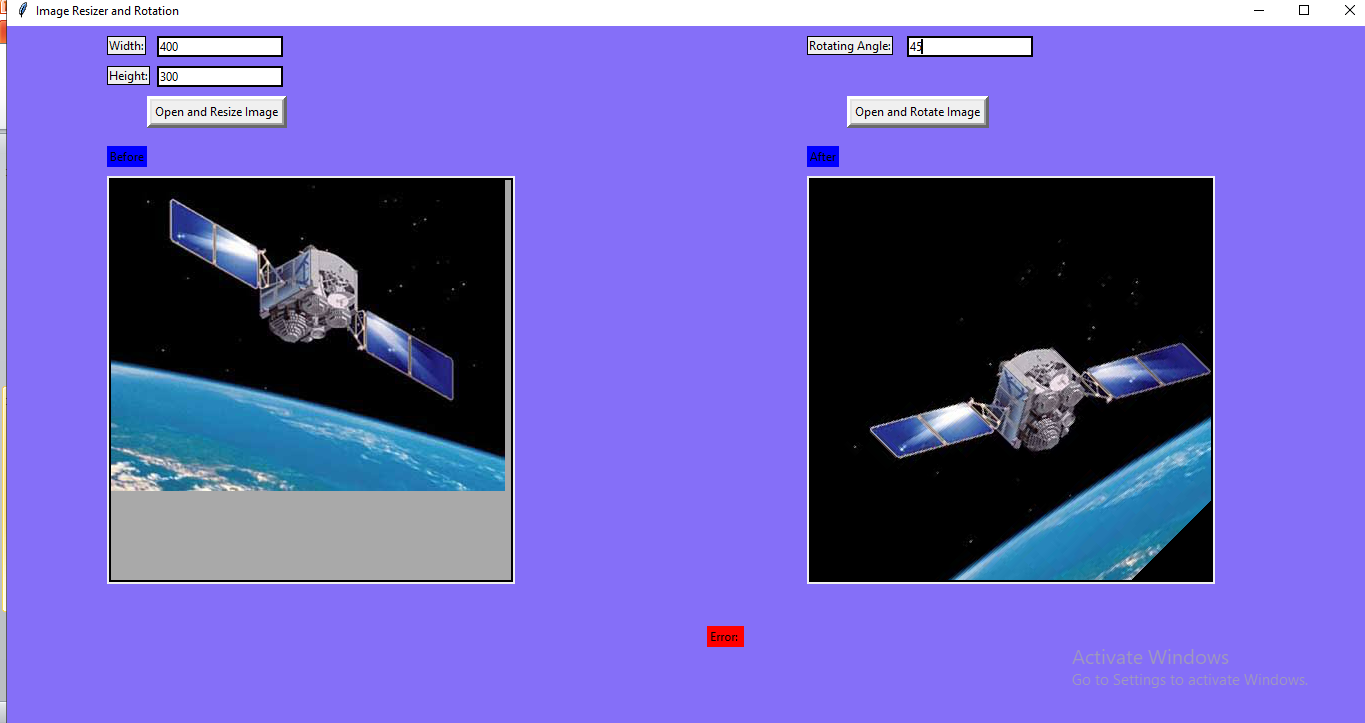 Image Resizer and Rotation
Width: 400
Rotating Angle: 45
Height: 300
Open and Resize Image
Open and Rotate Image
Before
After
Error:
Activate Windows
Go to Settings to activate Windows.